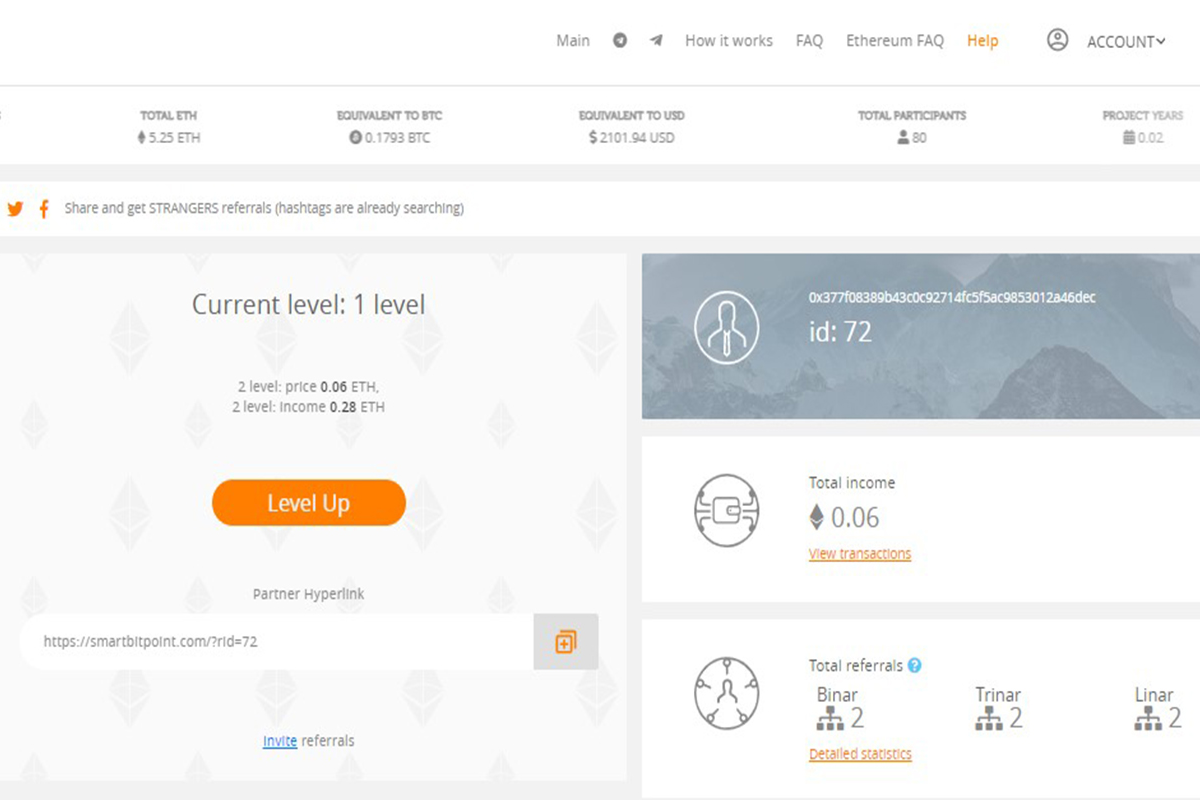 Main How it works FAQ Ethereum FAQ Help ACCOUNT
TOTAL ETH
5.25 ETH
EQUIVALENT TO BTC
0.1793 BTC
EQUIVALENT TO USD
$ 2101.94 USD
TOTAL PARTICIPANTS
80
PROJECT YEARS
0.02
Share and get STRANGERS referrals (hashtags are already searching)
Current level: 1 level
2 level: price 0.06 ETH,
2 level: Income 0.28 ETH
Level Up
Partner Hyperlink
https://smartbitpoint.com/?rid=72
Invite referrals
0x377f08389b43c0c92714fc5f5ac9853012a46dec
id: 72
Total income
0.06
View transactions
Total referrals ?
Binar Trinar Linar
2 2 2
Detailed statistics